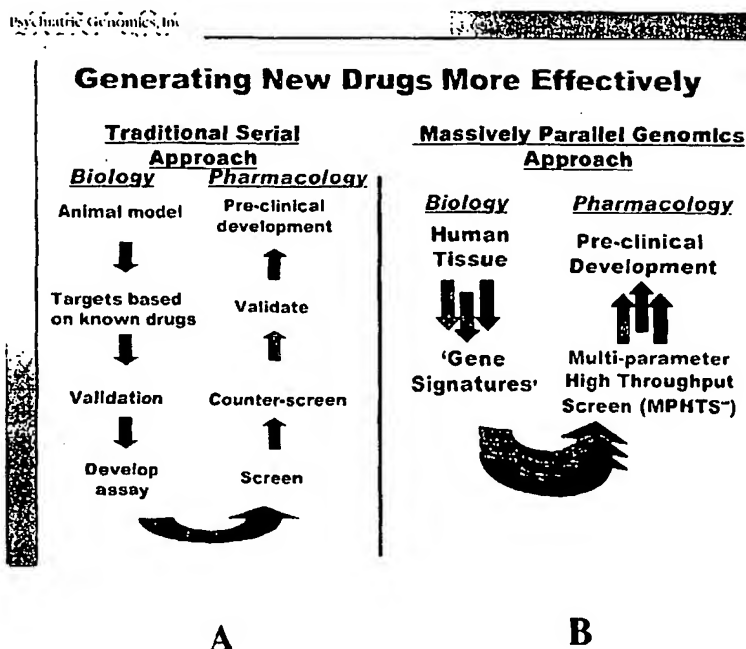 Psychiatric Genomics, Inc
Generating New Drugs More Effectively
Traditional Serial
Approach
Biology Pharmacology
Animal model
Targets based
on known drugs
Validation
Develop
assay
Screen
Counter-screen
Validate
Pre-clinical
development
Massively Parallel Genomics
Approach
Biology Pharmacology
Human
Tissue
'Gene
Signatures'
Multi-parameter
High Throughput
Screen (MPHTS~)
Pre-clinical
Development
A
B